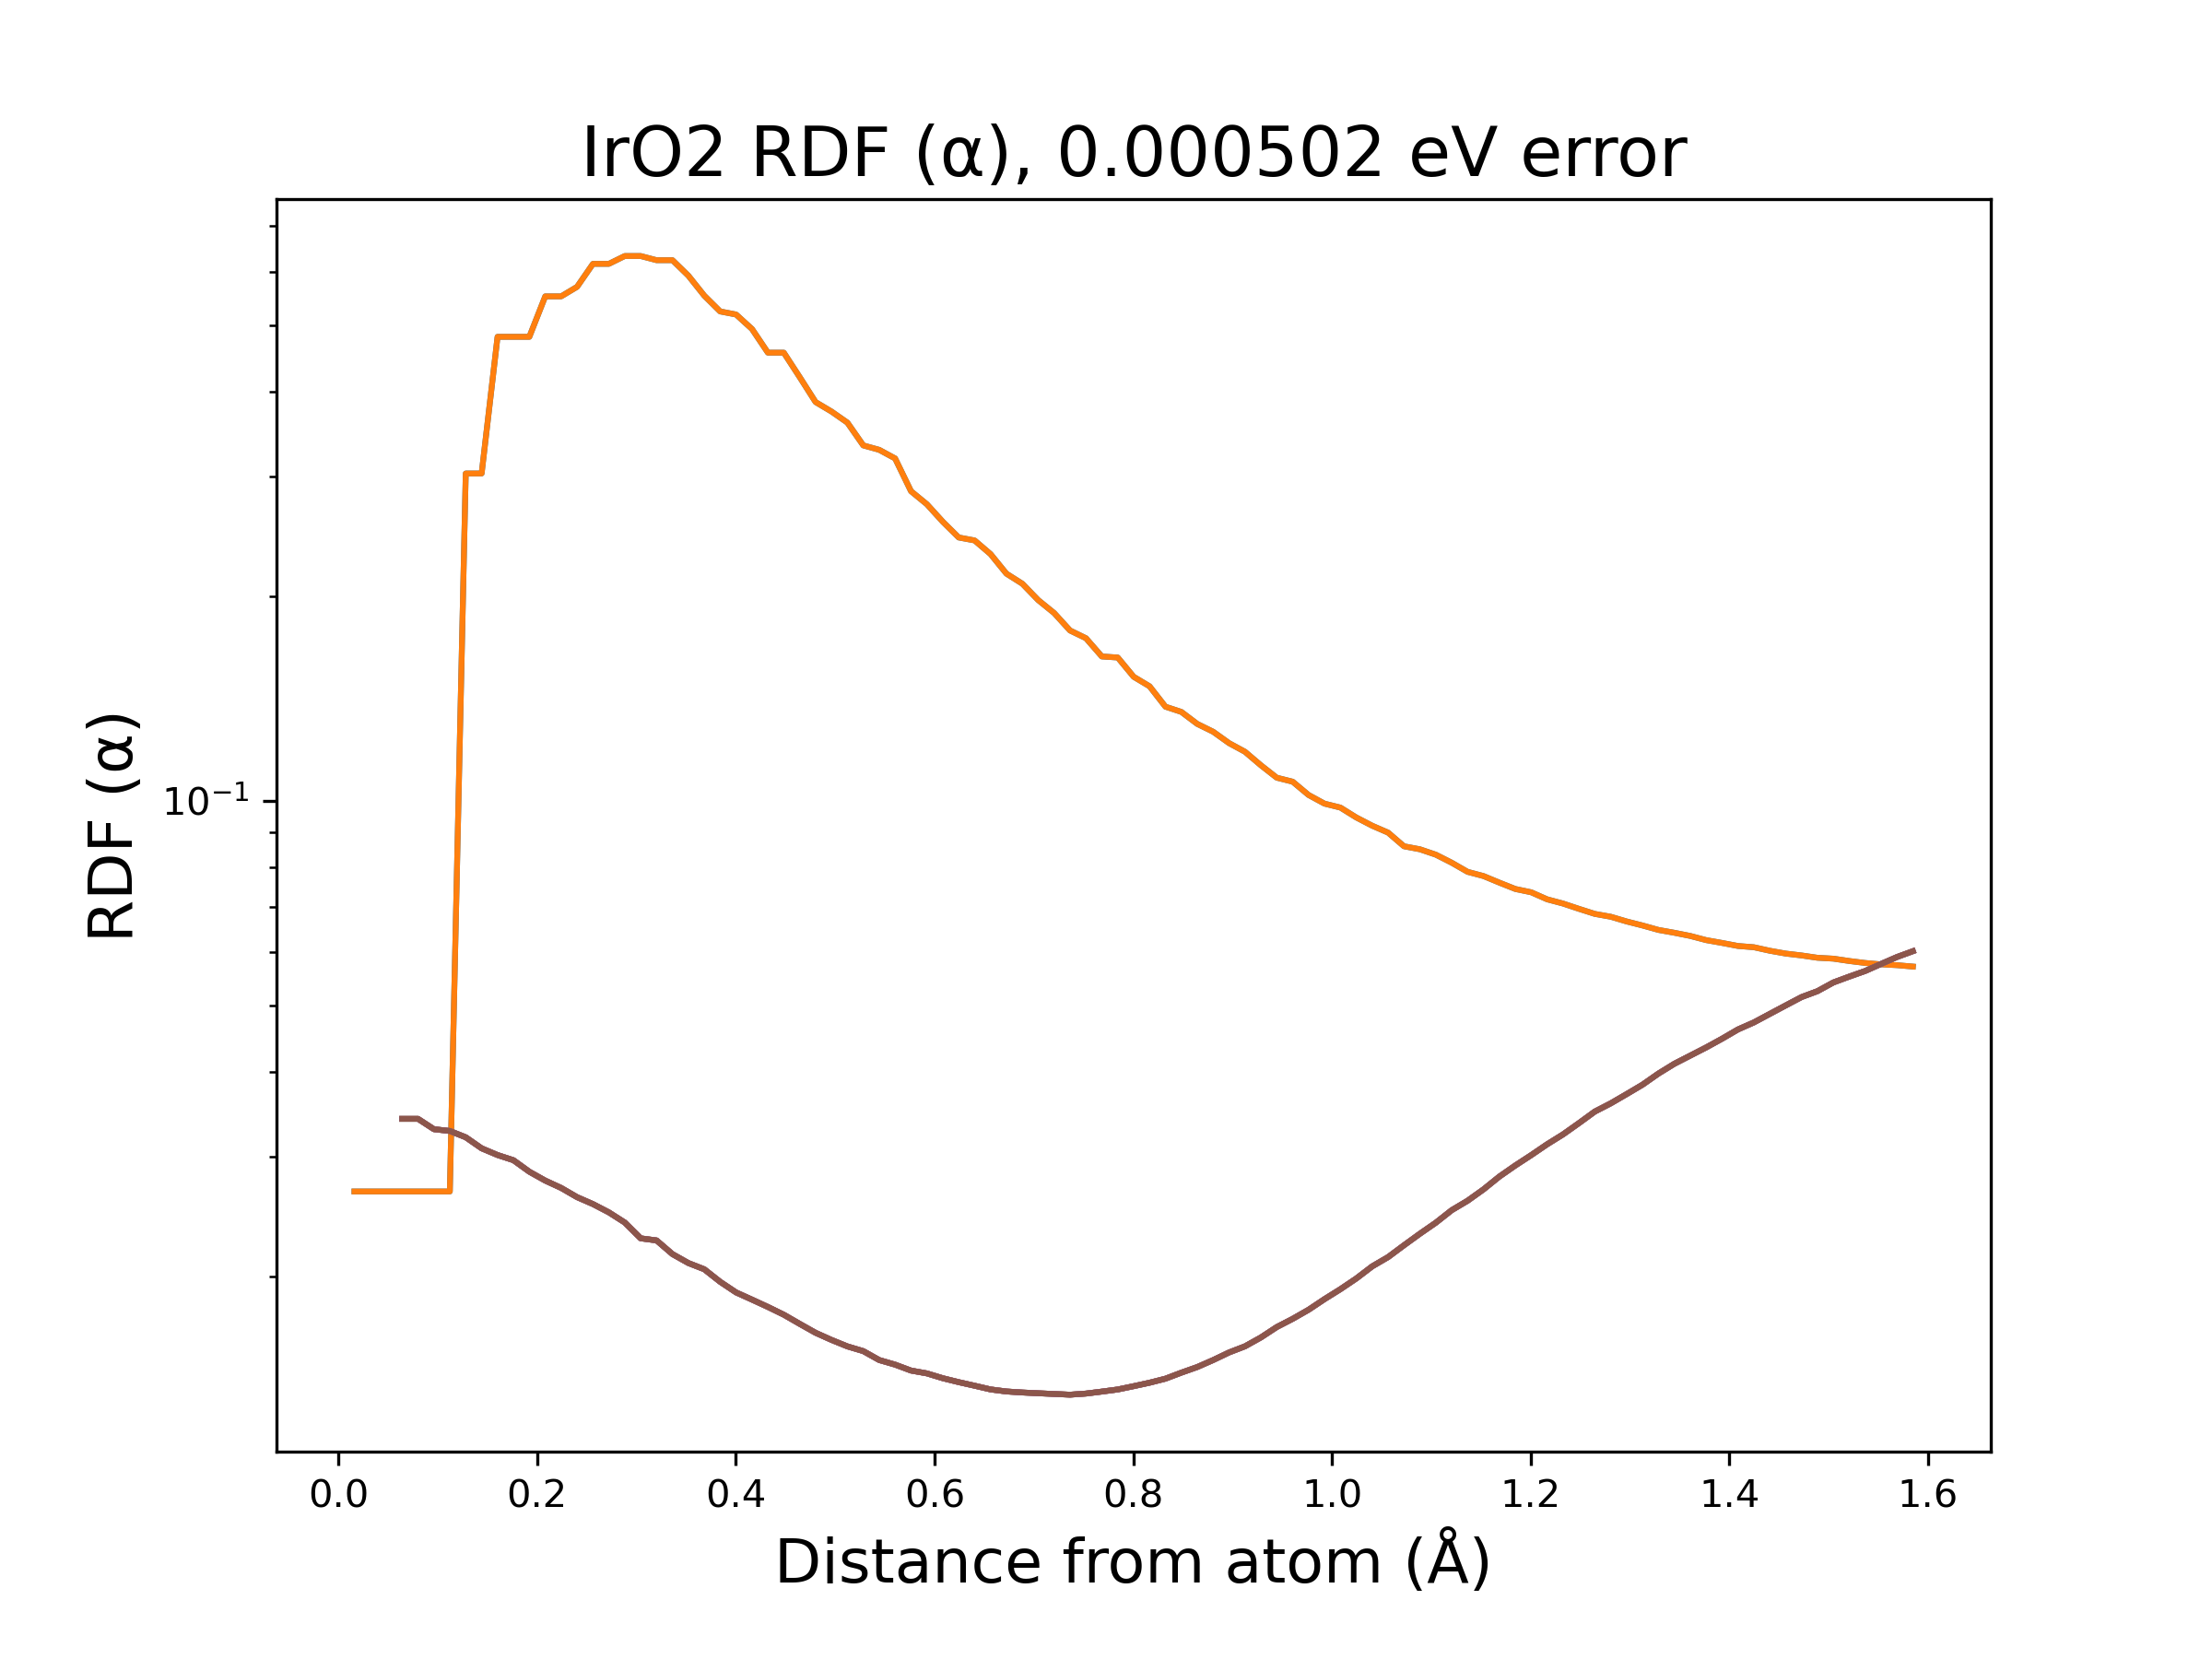 IrO2 RDF (α), 0.000502 eV error
RDF (α)
10⁻¹
0.0 0.2 0.4 0.6 0.8 1.0 1.2 1.4 1.6
Distance from atom (Å)